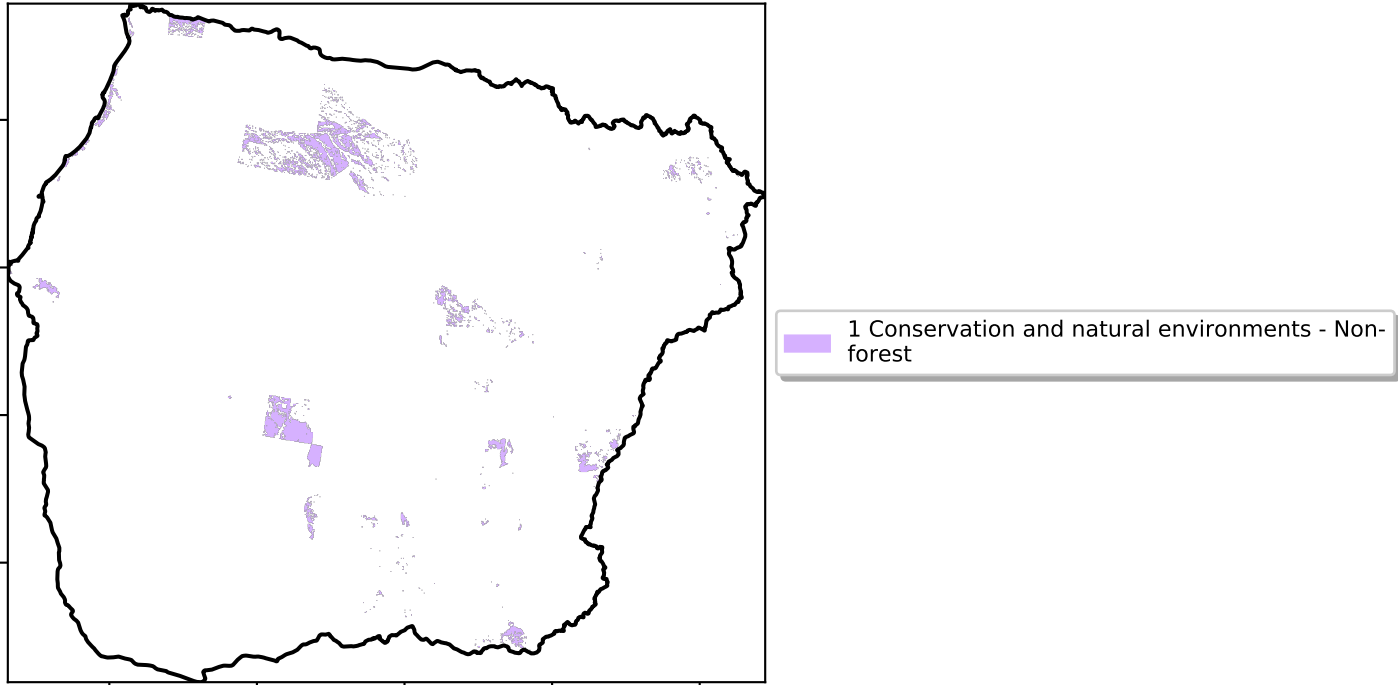 1 Conservation and natural environments - Non-
forest